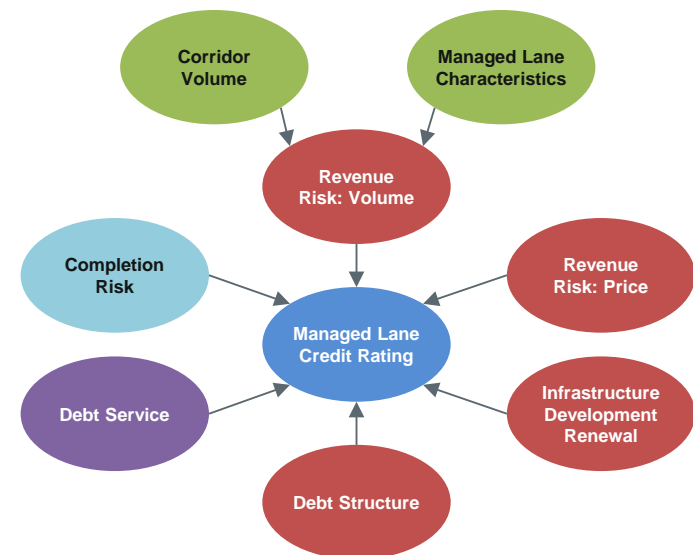 Corridor
Volume
Managed Lane
Characteristics
Revenue
Risk: Volume
Completion
Risk
Revenue
Risk: Price
Managed Lane
Credit Rating
Debt Service
Infrastructure
Development
Renewal
Debt Structure